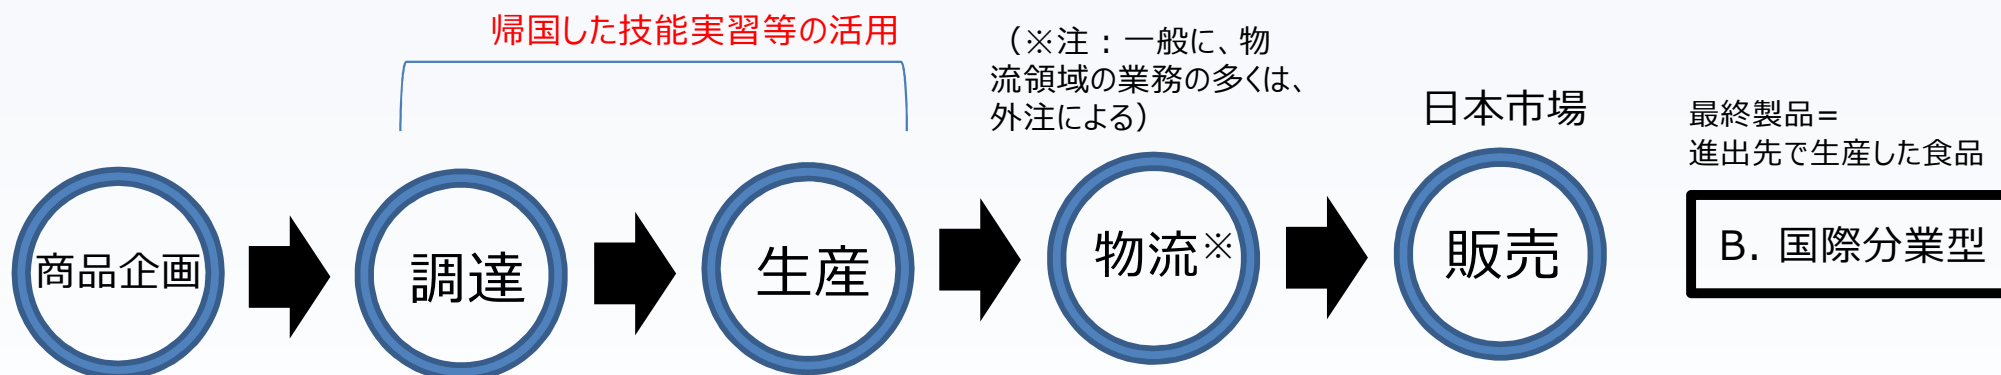 帰国した技能実習等の活用
（※注：一般に、物
流領域の業務の多くは、
外注による）
日本市場
最終製品=
進出先で生産した食品
商品企画
調達
生産
物流※
販売
B. 国際分業型